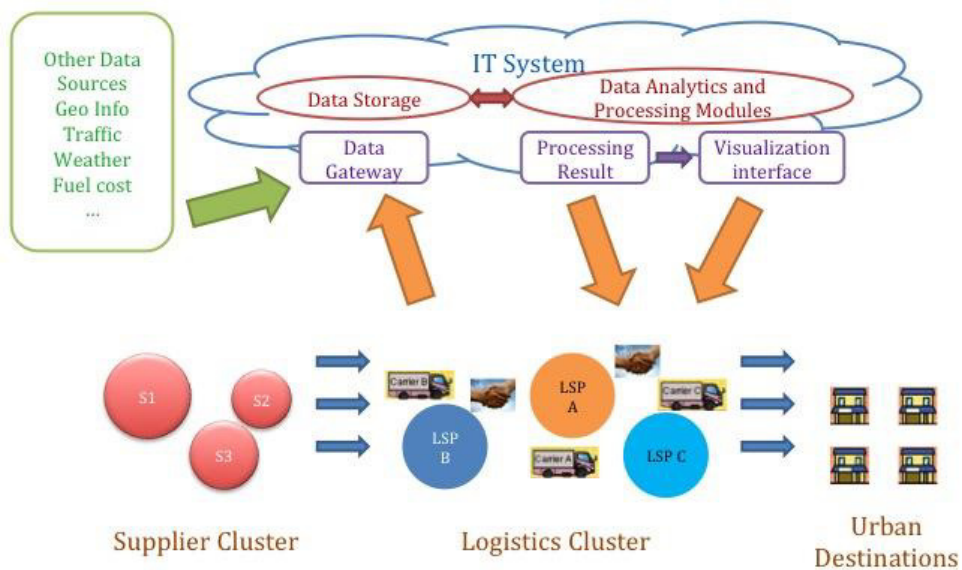 Other Data
Sources
Geo Info
Traffic
Weather
Fuel cost
...
IT System
Data Storage
Data Analytics and
Processing Modules
Data
Gateway
Processing
Result
Visualization
interface
S1
S2
S3
Carrier B
LSP
B
LSP
A
Carrier A
Carrier C
LSP C
Supplier Cluster
Logistics Cluster
Urban
Destinations